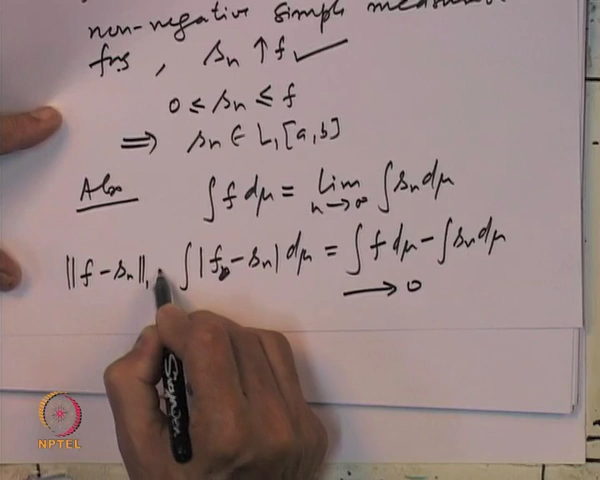 non-negative simple
fns, sₙ ↑ f
0 ≤ sₙ ≤ f
⟹ sₙ ∈ L₁[a,b]
Also ∫ f dμ = lim n→∞ ∫ sₙ dμ
‖f − sₙ‖₁ ∫ |f − sₙ| dμ = ∫ f dμ − ∫ sₙ dμ
⟶ 0
NPTEL